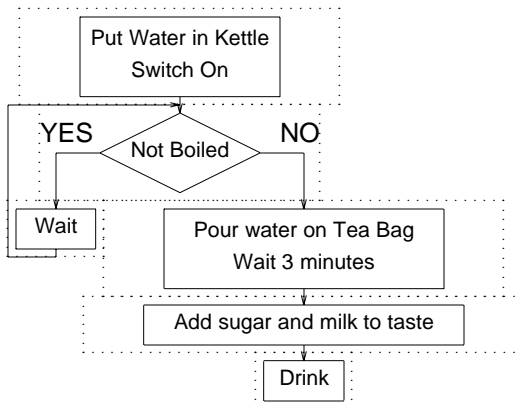 Put Water in Kettle
Switch On
YES
NO
Not Boiled
Wait
Pour water on Tea Bag
Wait 3 minutes
Add sugar and milk to taste
Drink